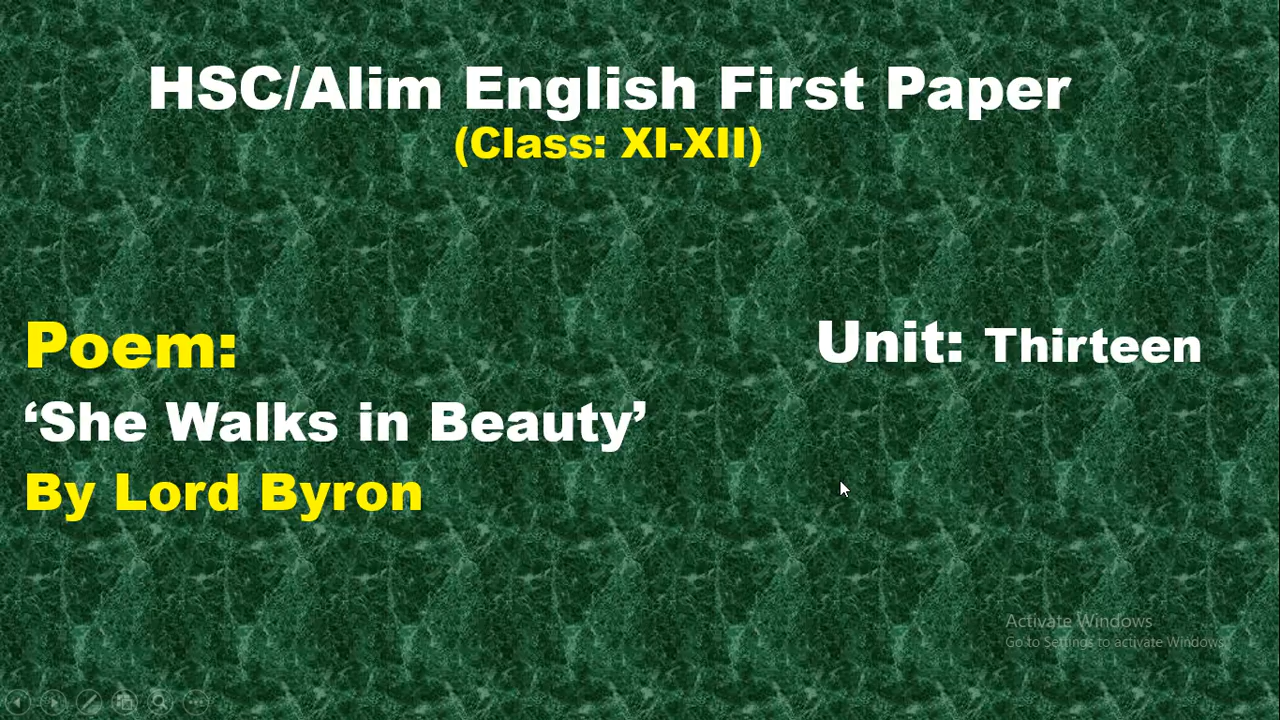 HSC/Alim English First Paper
(Class: XI-XII)
Poem:
Unit: Thirteen
‘She Walks in Beauty’
By Lord Byron
Activate Windows
Go to Settings to activate Windows.